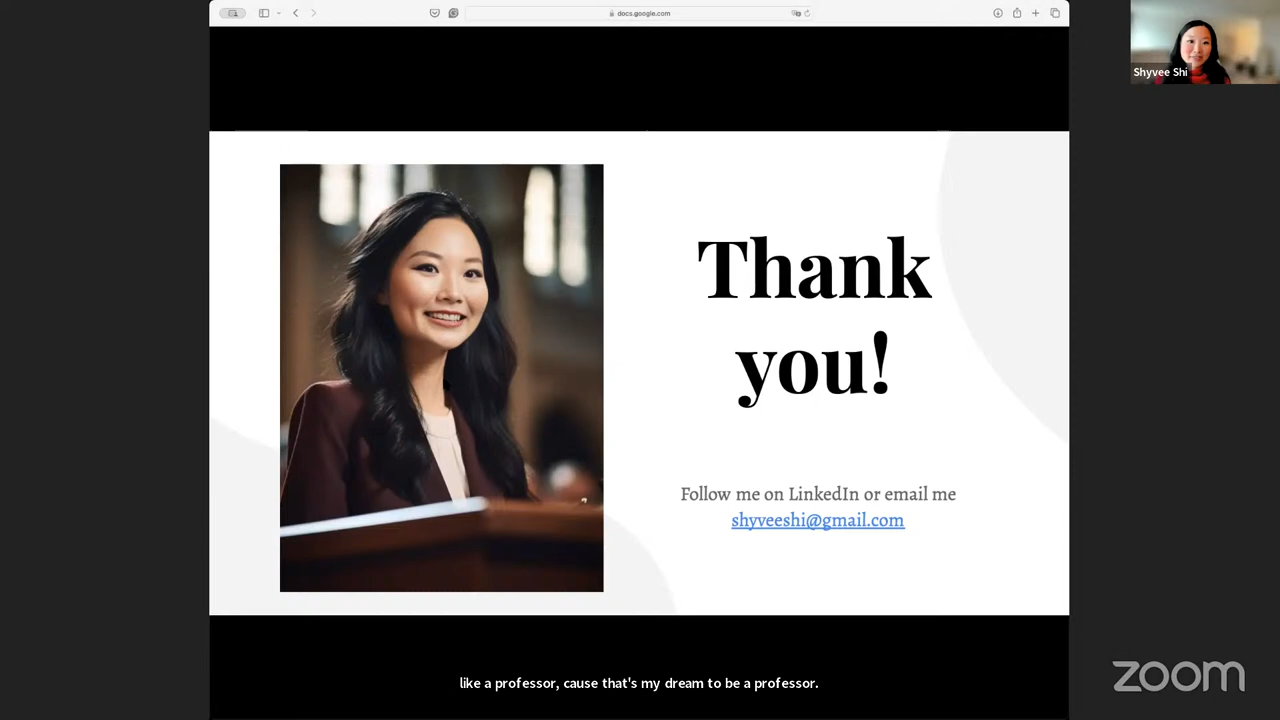 docs.google.com
Shyvee Shi
Thank
you!
Follow me on LinkedIn or email me
shyveeshi@gmail.com
like a professor, cause that's my dream to be a professor.
zoom